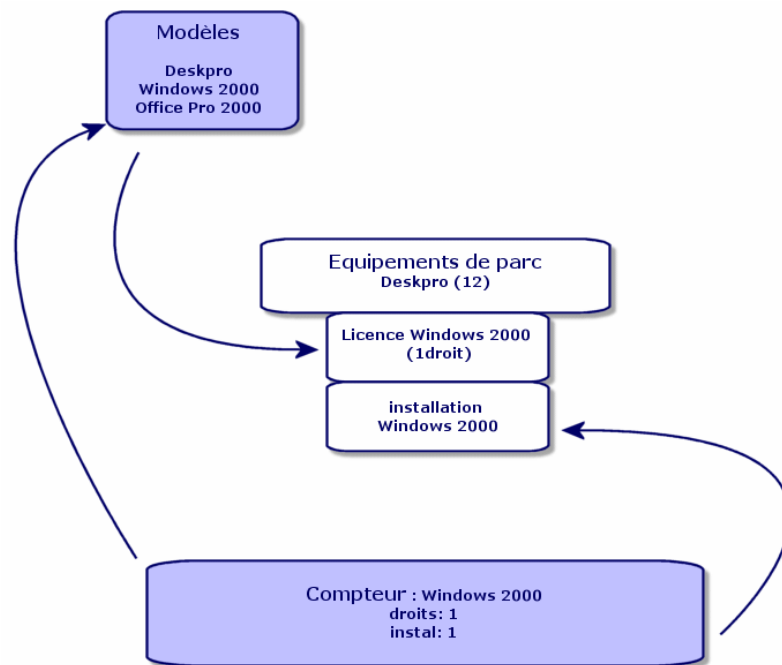 Modèles
Deskpro
Windows 2000
Office Pro 2000
Equipements de parc
Deskpro (12)
Licence Windows 2000
(1droit)
installation
Windows 2000
Compteur : Windows 2000
droits: 1
instal: 1